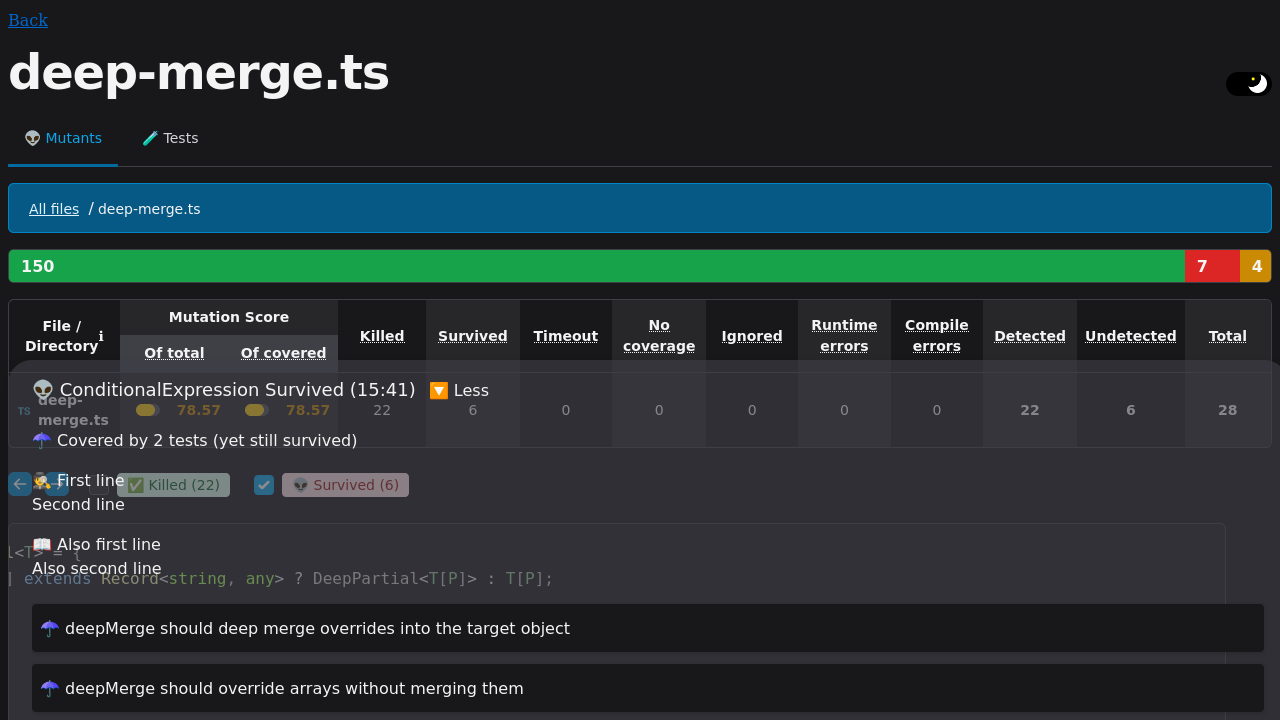 Back
deep-merge.ts
👽 Mutants 🧪 Tests
All files / deep-merge.ts
150 7 4
File / Directory ℹ Mutation Score Killed Survived Timeout No coverage Ignored Runtime errors Compile errors Detected Undetected Total
Of total Of covered
👽 ConditionalExpression Survived (15:41) 🔽 Less
TS deep-merge.ts 78.57 78.57 22 6 0 0 0 0 0 22 6 28
☂️ Covered by 2 tests (yet still survived)
🕵️ First line
✅ Killed (22) 👽 Survived (6)
Second line
📖 Also first line
l<T> = {
Also second line
] extends Record<string, any> ? DeepPartial<T[P]> : T[P];
☂️ deepMerge should deep merge overrides into the target object
☂️ deepMerge should override arrays without merging them